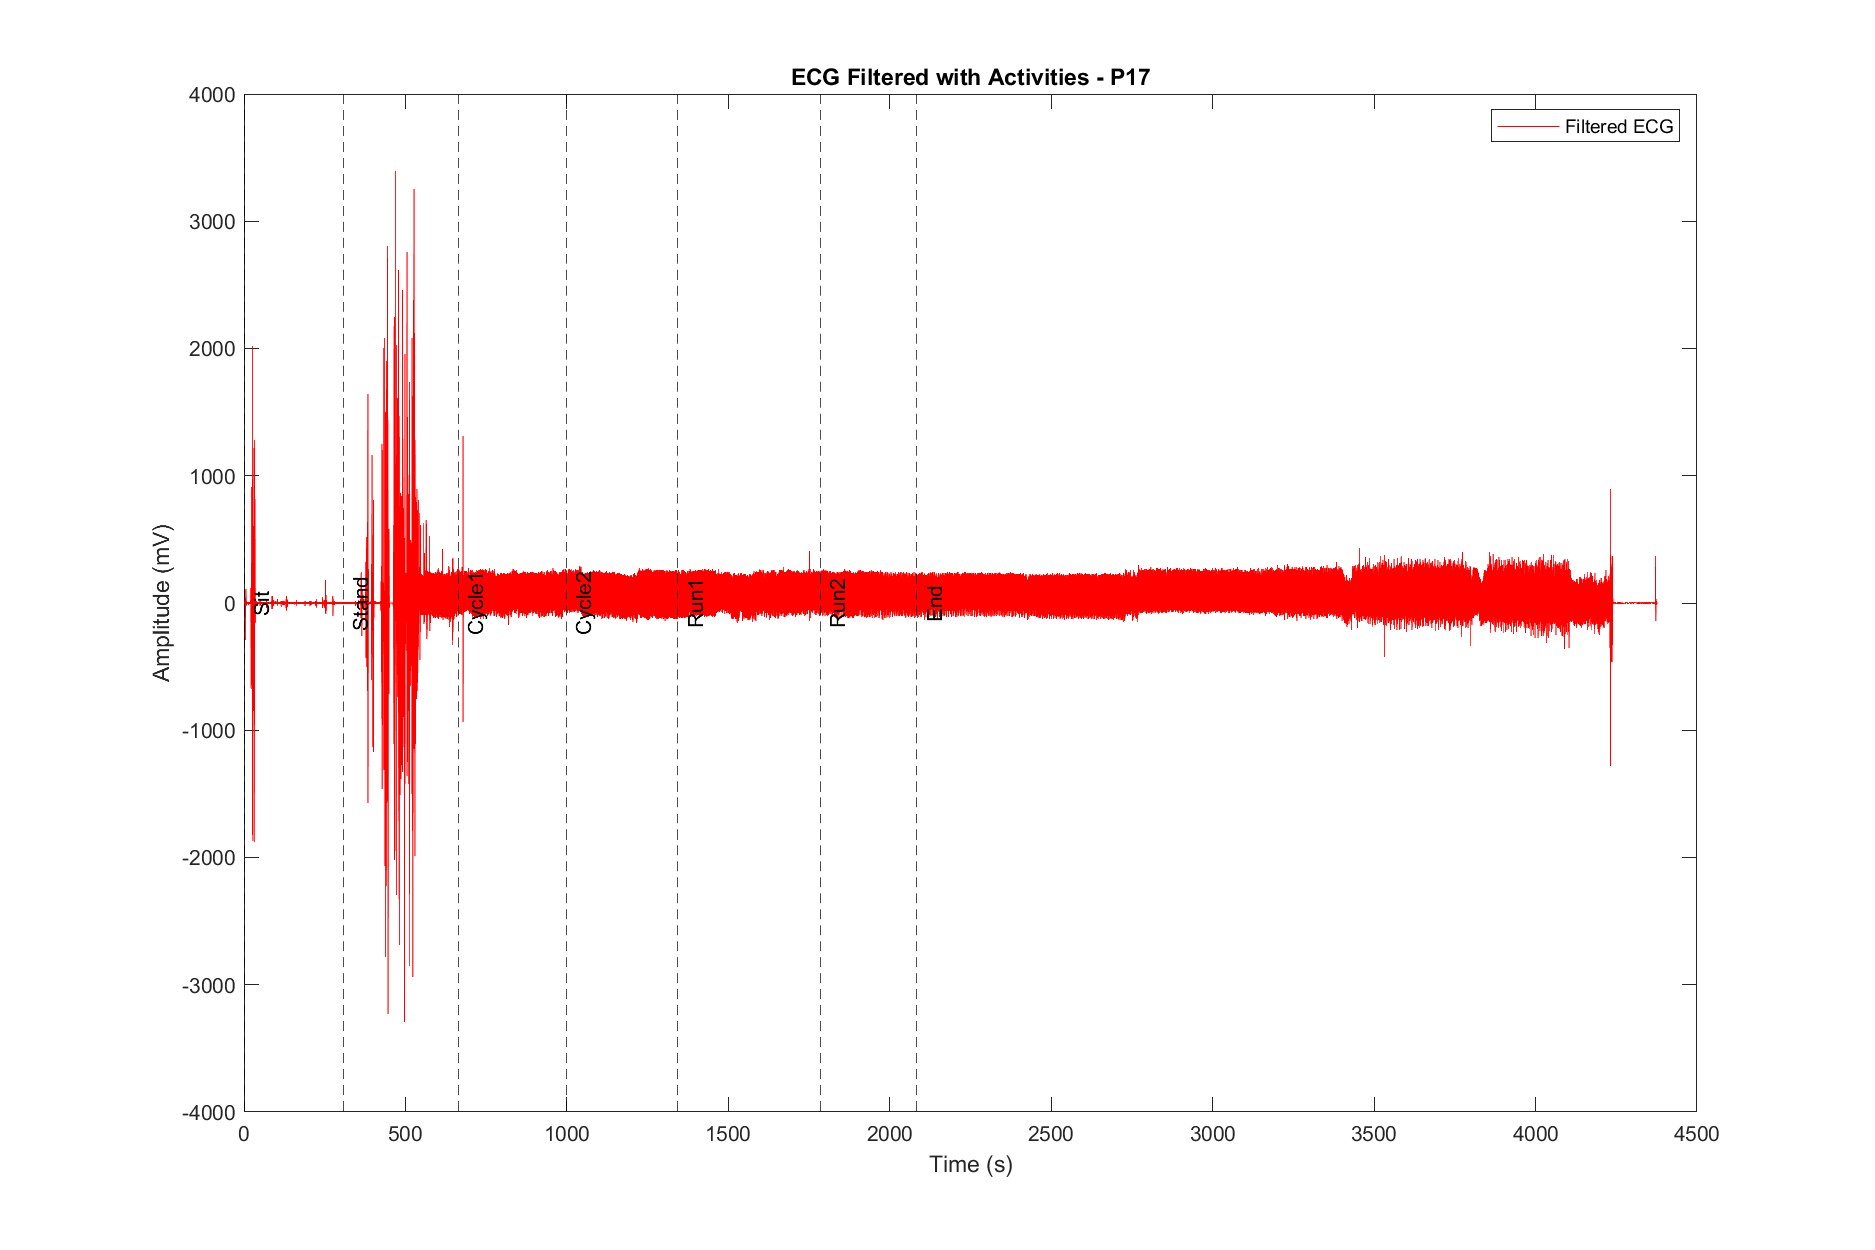 ECG Filtered with Activities - P17
Filtered ECG
Amplitude (mV)
4000
3000
2000
1000
0
-1000
-2000
-3000
-4000
Sit
Stand
Cycle1
Cycle2
Run1
Run2
End
0 500 1000 1500 2000 2500 3000 3500 4000 4500
Time (s)